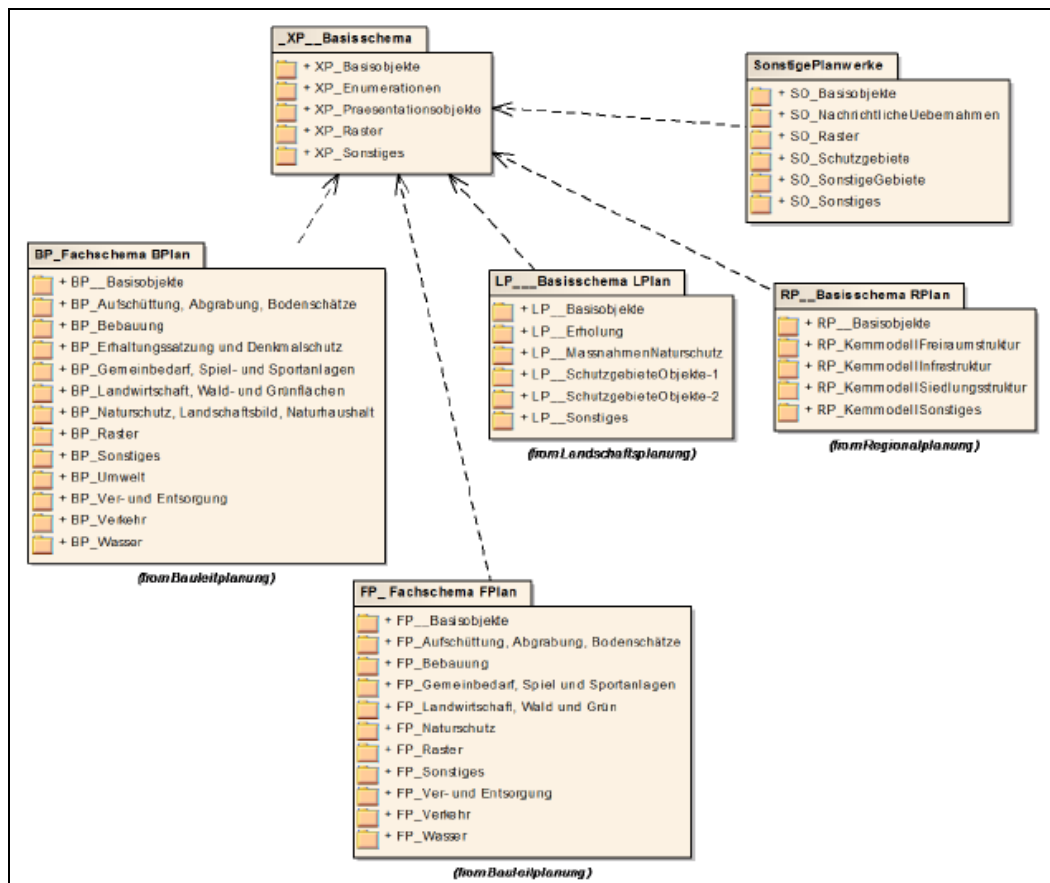 _XP__Basisschema
+ XP_Basisobjekte
+ XP_Enumerationen
+ XP_Praesentationsobjekte
+ XP_Raster
+ XP_Sonstiges
SonstigePlanwerke
+ SO_Basisobjekte
+ SO_NachrichtlicheUebernahmen
+ SO_Raster
+ SO_Schutzgebiete
+ SO_SonstigeGebiete
+ SO_Sonstiges
BP_Fachschema BPlan
+ BP__Basisobjekte
+ BP_Aufschüttung, Abgrabung, Bodenschätze
+ BP_Bebauung
+ BP_Erhaltungssatzung und Denkmalschutz
+ BP_Gemeinbedarf, Spiel- und Sportanlagen
+ BP_Landwirtschaft, Wald- und Grünflächen
+ BP_Naturschutz, Landschaftsbild, Naturhaushalt
+ BP_Raster
+ BP_Sonstiges
+ BP_Umwelt
+ BP_Ver- und Entsorgung
+ BP_Verkehr
+ BP_Wasser
(from Bauleitplanung)
LP___Basisschema LPlan
+ LP__Basisobjekte
+ LP__Erholung
+ LP__MassnahmenNaturschutz
+ LP__SchutzgebieteObjekte-1
+ LP__SchutzgebieteObjekte-2
+ LP__Sonstiges
(from Landschaftsplanung)
RP__Basisschema RPlan
+ RP__Basisobjekte
+ RP_KernmodellFreiraumstruktur
+ RP_KernmodellInfrastruktur
+ RP_KernmodellSiedlungsstruktur
+ RP_KernmodellSonstiges
(from Regionalplanung)
FP_ Fachschema FPlan
+ FP__Basisobjekte
+ FP_Aufschüttung, Abgrabung, Bodenschätze
+ FP_Bebauung
+ FP_Gemeinbedarf, Spiel und Sportanlagen
+ FP_Landwirtschaft, Wald und Grün
+ FP_Naturschutz
+ FP_Raster
+ FP_Sonstiges
+ FP_Ver- und Entsorgung
+ FP_Verkehr
+ FP_Wasser
(from Bauleitplanung)